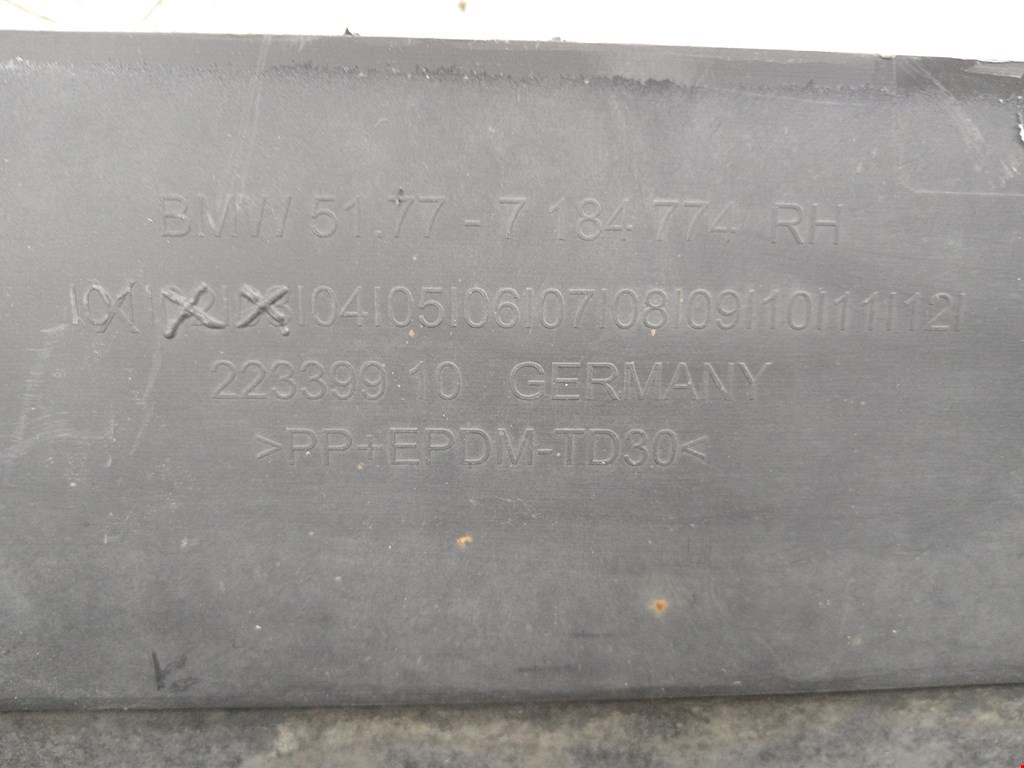 BMW 51.77 - 7 184 774 RH
|04|05|06|07|08|09|10|11|12|
223399 10 GERMANY
>PP+EPDM-TD30<